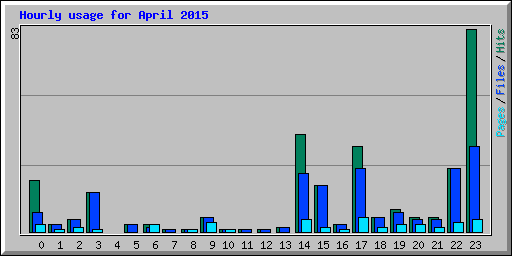 Hourly usage for April 2015
83
Pages/Files/Hits
0 1 2 3 4 5 6 7 8 9 10 11 12 13 14 15 16 17 18 19 20 21 22 23